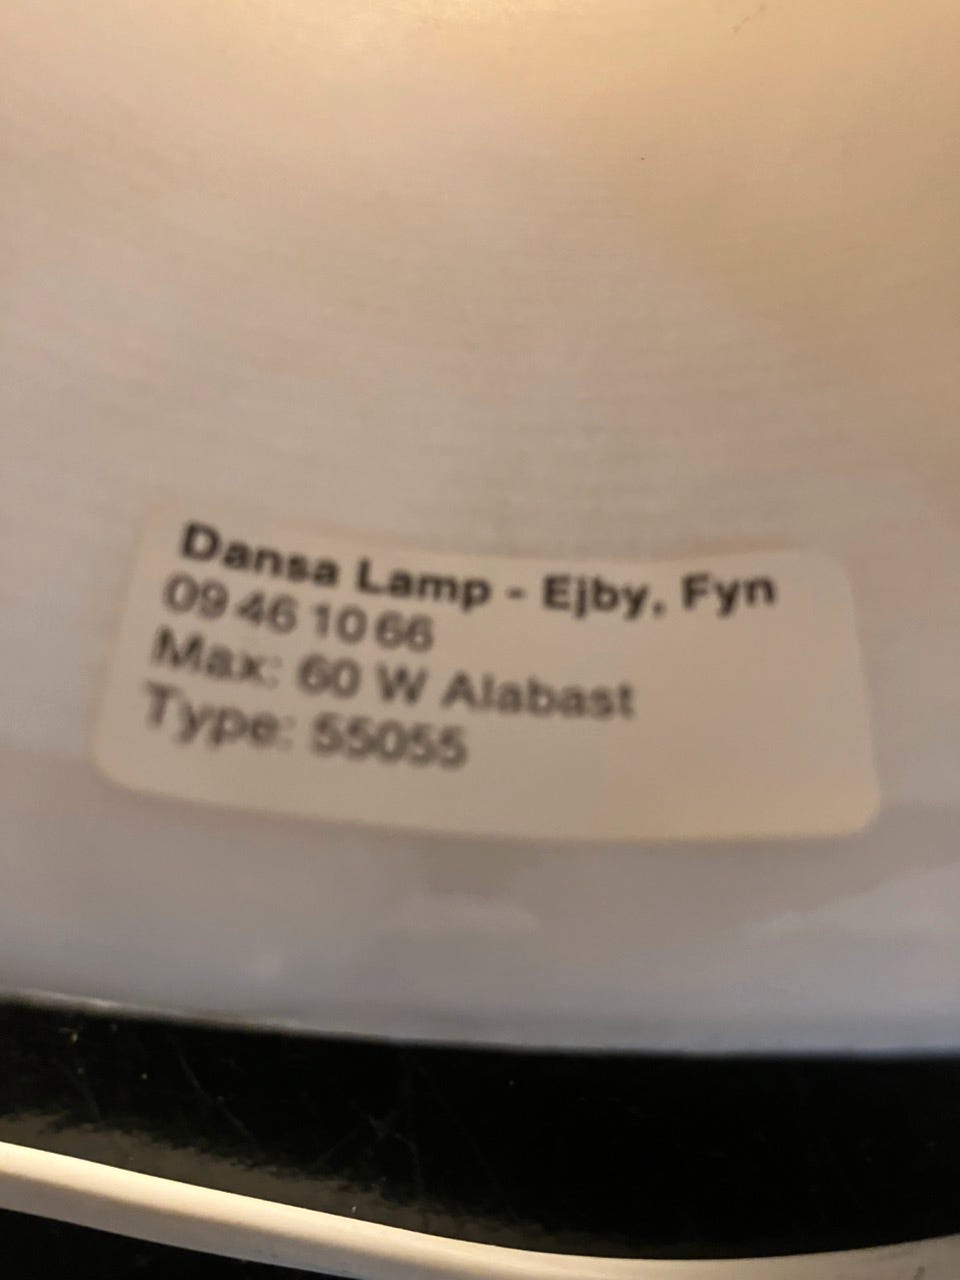 Dansa Lamp - Ejby, Fyn
09 46 10 66
Max: 60 W Alabast
Type: 55055